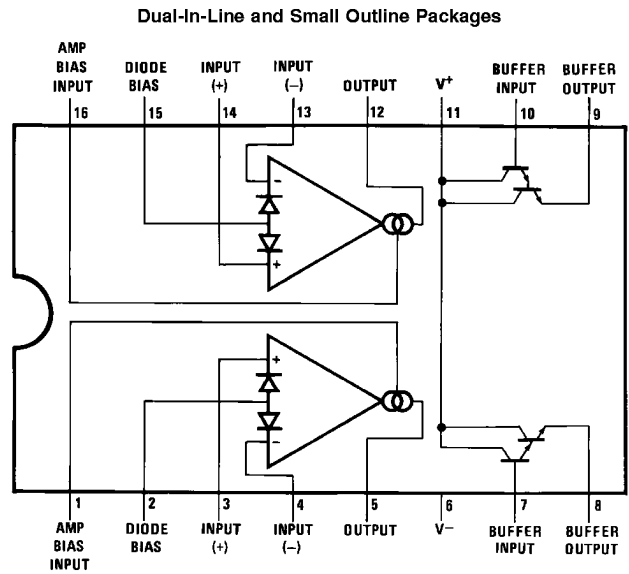 Dual-In-Line and Small Outline Packages
AMP
BIAS
INPUT
DIODE
BIAS
INPUT
(+)
INPUT
(−)
OUTPUT
V+
BUFFER
INPUT
BUFFER
OUTPUT
16
15
14
13
12
11
10
9
−
+
+
−
1
2
3
4
5
6
7
8
AMP
BIAS
INPUT
DIODE
BIAS
INPUT
(+)
INPUT
(−)
OUTPUT
V−
BUFFER
INPUT
BUFFER
OUTPUT